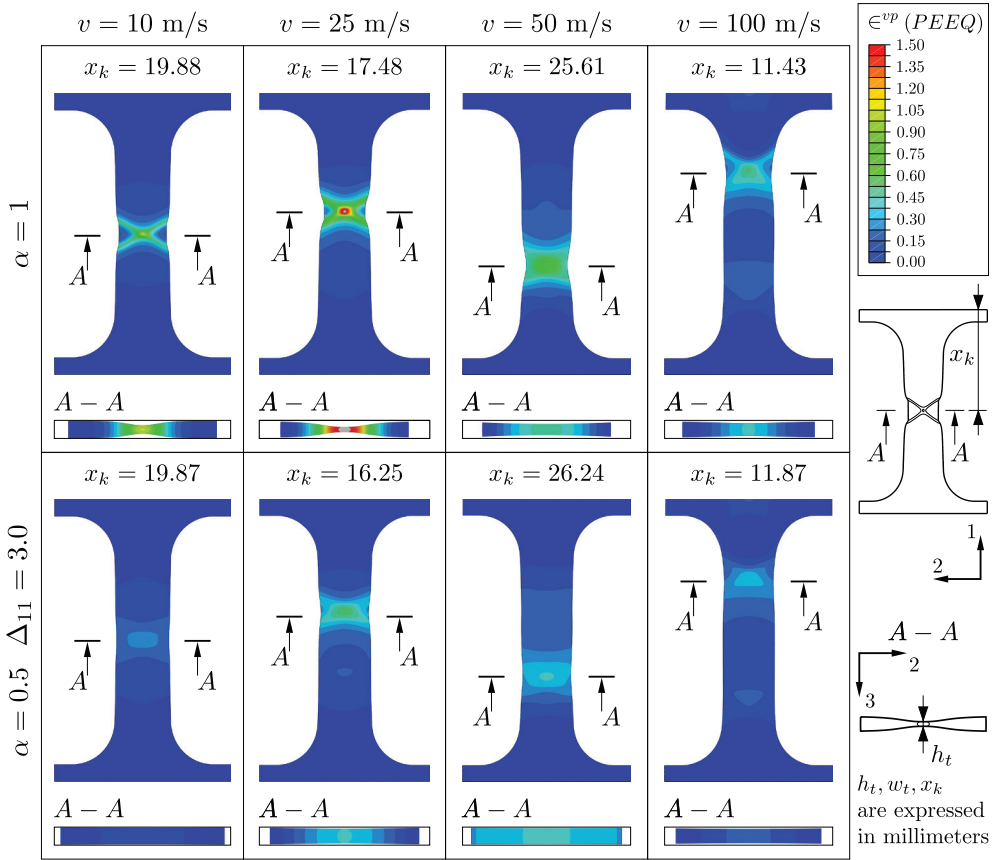 v = 10 m/s
v = 25 m/s
v = 50 m/s
v = 100 m/s
∈^{vp} (PEEQ)
1.50
1.35
1.20
1.05
0.90
0.75
0.60
0.45
0.30
0.15
0.00
α = 1
x_k = 19.88
A
A
A − A
x_k = 17.48
A
A
A − A
x_k = 25.61
A
A
A − A
x_k = 11.43
A
A
A − A
α = 0.5 Δ_{11} = 3.0
x_k = 19.87
A
A
A − A
x_k = 16.25
A
A
A − A
x_k = 26.24
A
A
A − A
x_k = 11.87
A
A
A − A
x_k
A
A
1
2
A − A
2
3
h_t
h_t, w_t, x_k
are expressed
in millimeters